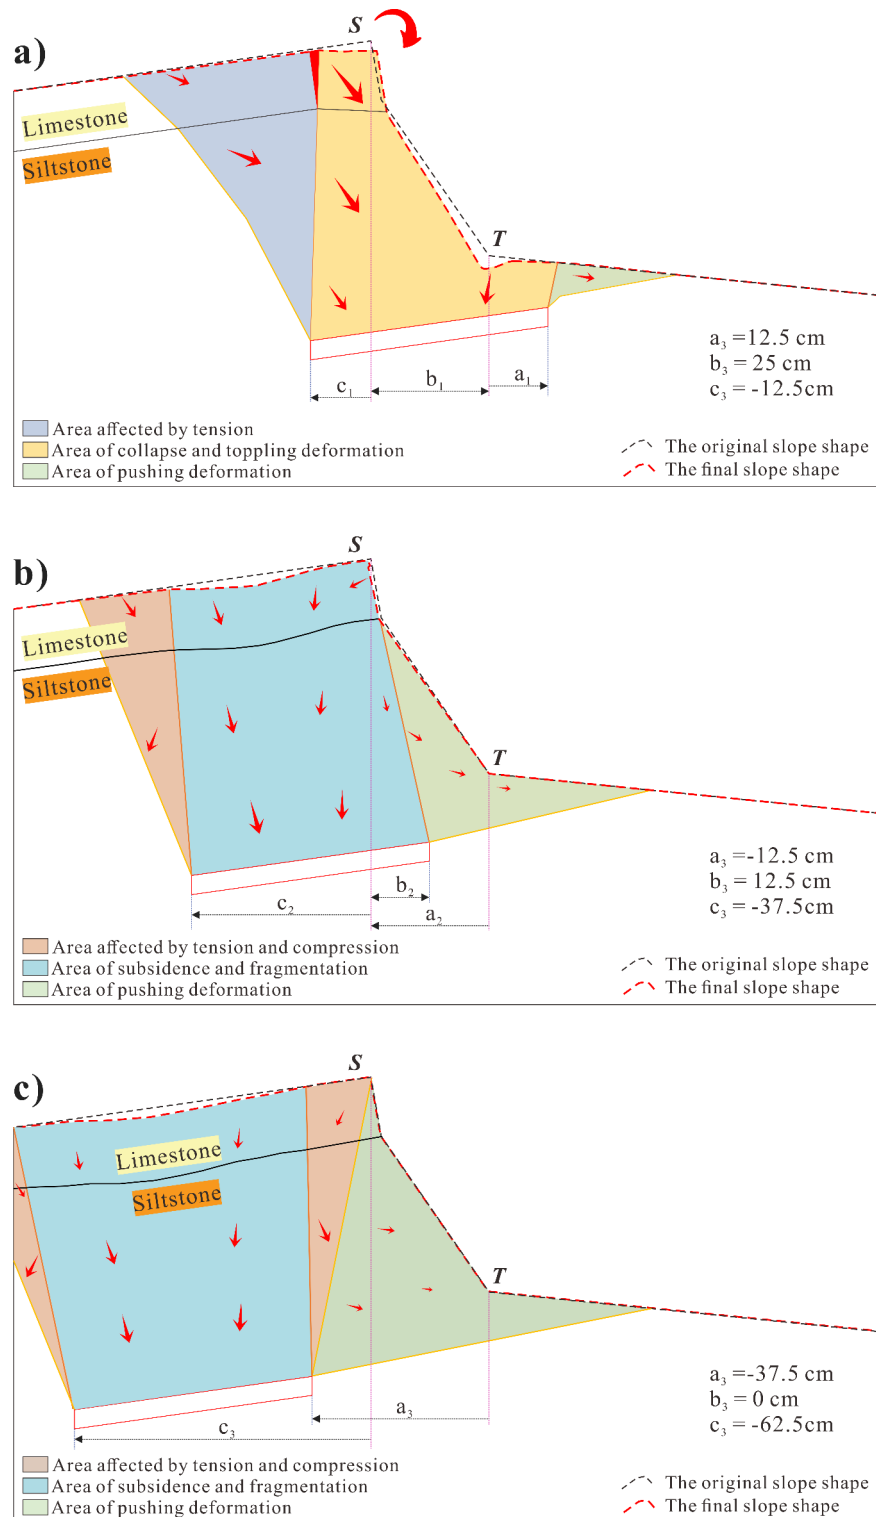 S
a)
Limestone
Siltstone
T
a₃ =12.5 cm
b₃ = 25 cm
c₃ = -12.5cm
c₁
b₁
a₁
Area affected by tension
Area of collapse and toppling deformation
Area of pushing deformation
The original slope shape
The final slope shape
S
b)
Limestone
Siltstone
T
a₃ =-12.5 cm
b₃ = 12.5 cm
c₃ = -37.5cm
b₂
c₂
a₂
Area affected by tension and compression
Area of subsidence and fragmentation
Area of pushing deformation
The original slope shape
The final slope shape
S
c)
Limestone
Siltstone
T
a₃ =-37.5 cm
b₃ = 0 cm
c₃ = -62.5cm
a₃
c₃
Area affected by tension and compression
Area of subsidence and fragmentation
Area of pushing deformation
The original slope shape
The final slope shape